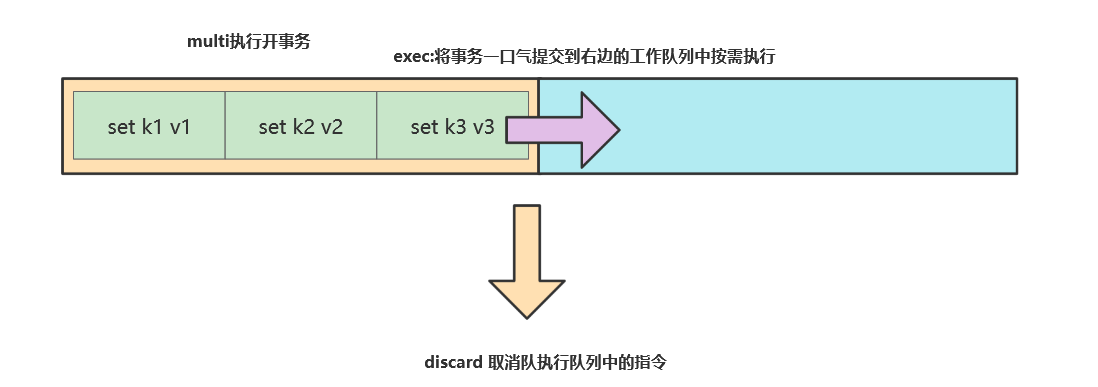 multi执行开事务
exec:将事务一口气提交到右边的工作队列中按需执行
set k1 v1
set k2 v2
set k3 v3
discard 取消队执行队列中的指令